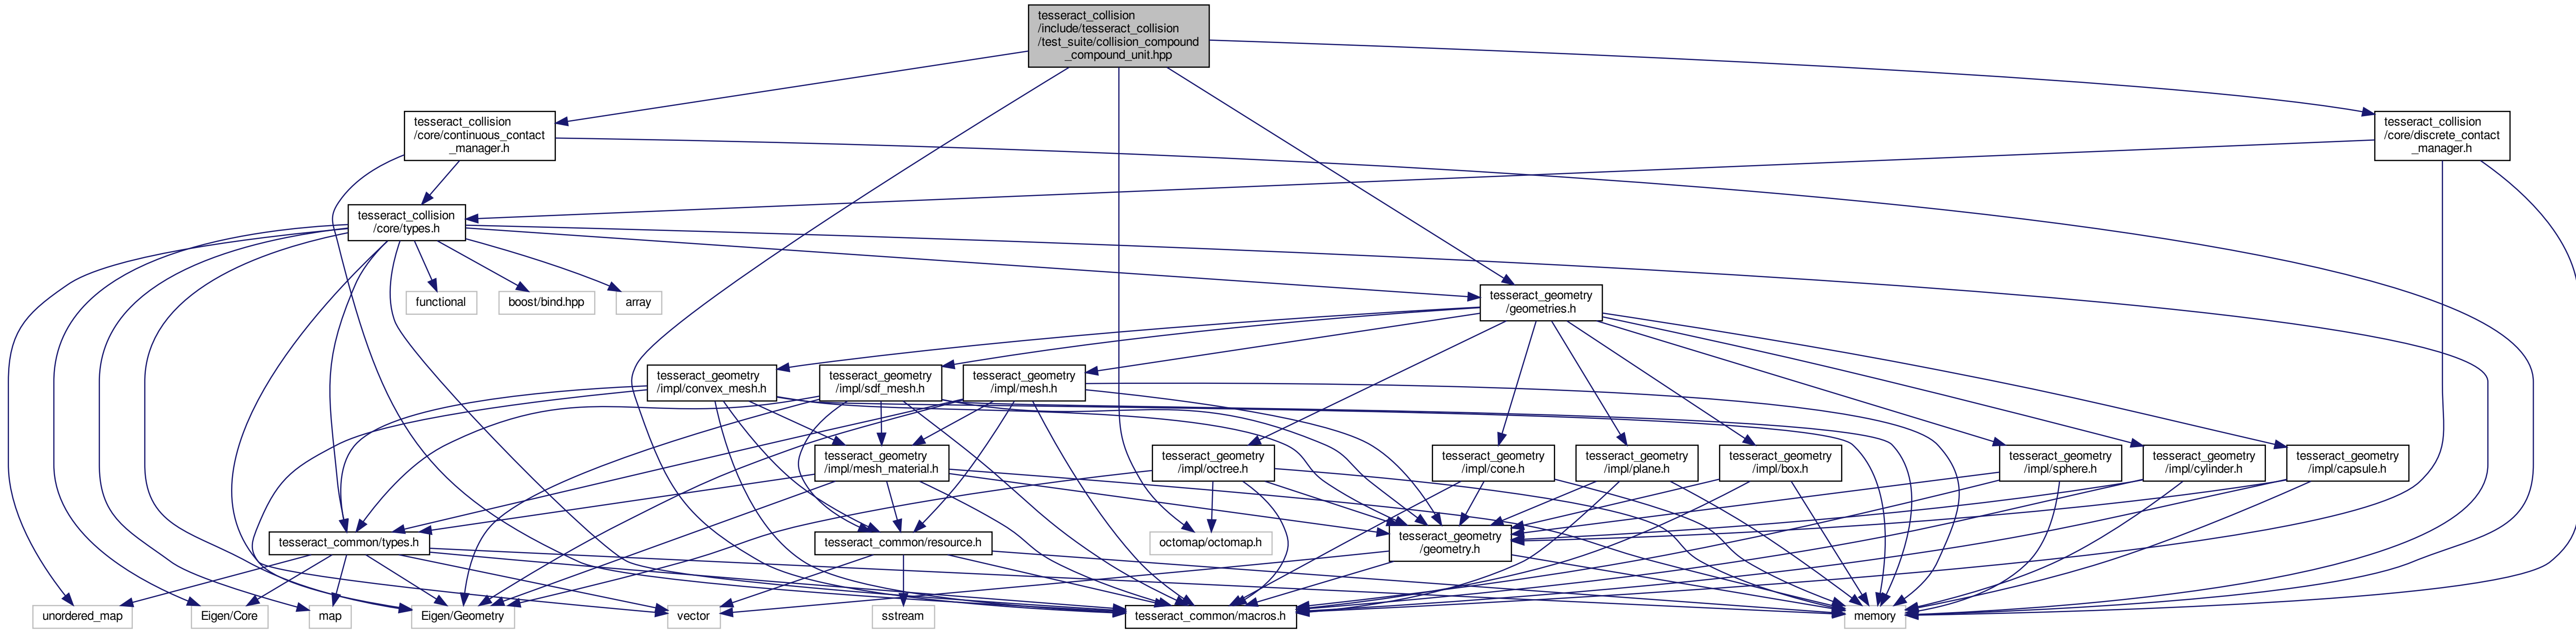 tesseract_collision
/include/tesseract_collision
/test_suite/collision_compound
_compound_unit.hpp
tesseract_collision
/core/continuous_contact
_manager.h
tesseract_collision
/core/discrete_contact
_manager.h
tesseract_collision
/core/types.h
functional
boost/bind.hpp
array
tesseract_geometry
/geometries.h
tesseract_geometry
/impl/convex_mesh.h
tesseract_geometry
/impl/sdf_mesh.h
tesseract_geometry
/impl/mesh.h
tesseract_geometry
/impl/mesh_material.h
tesseract_geometry
/impl/octree.h
tesseract_geometry
/impl/cone.h
tesseract_geometry
/impl/plane.h
tesseract_geometry
/impl/box.h
tesseract_geometry
/impl/sphere.h
tesseract_geometry
/impl/cylinder.h
tesseract_geometry
/impl/capsule.h
tesseract_common/types.h
tesseract_common/resource.h
octomap/octomap.h
tesseract_geometry
/geometry.h
unordered_map
Eigen/Core
map
Eigen/Geometry
vector
sstream
tesseract_common/macros.h
memory